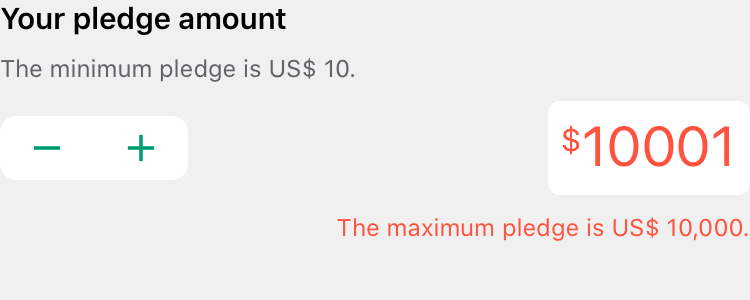 Your pledge amount
The minimum pledge is US$ 10.
− +
$10001
The maximum pledge is US$ 10,000.